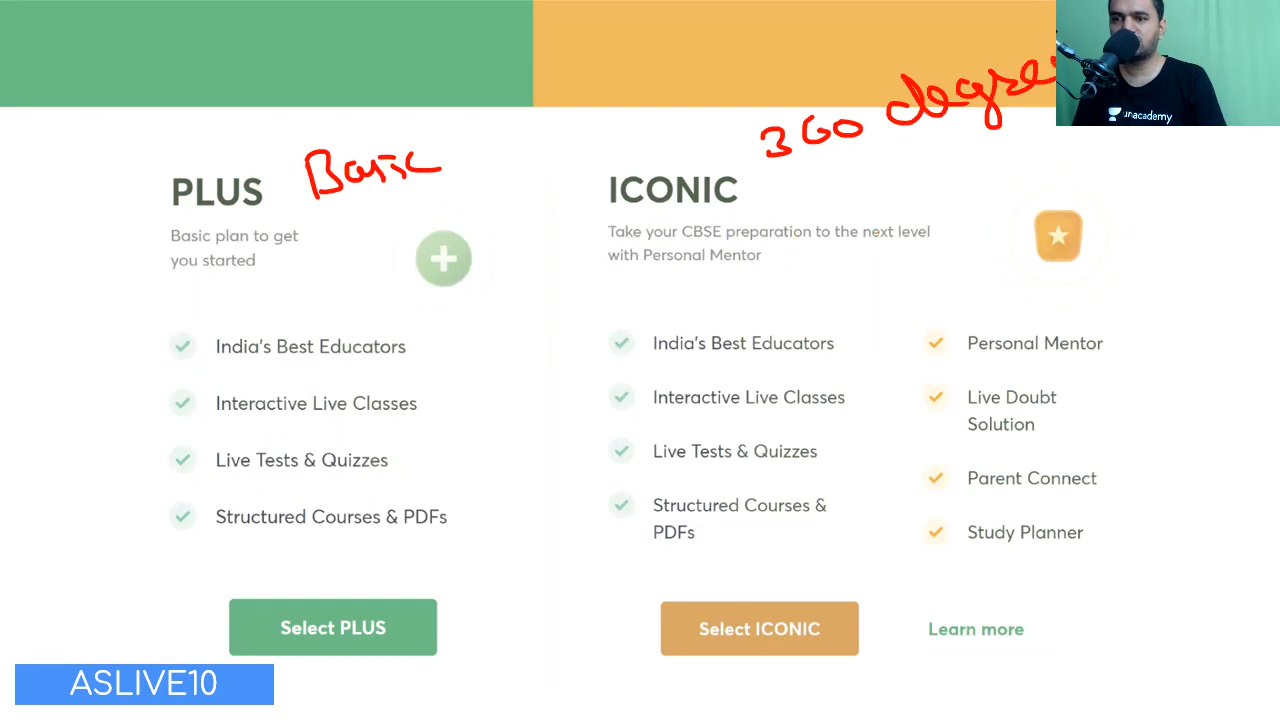 360 degree
unacademy
PLUS
Basic
Basic plan to get
you started
India's Best Educators
Interactive Live Classes
Live Tests & Quizzes
Structured Courses & PDFs
Select PLUS
ICONIC
Take your CBSE preparation to the next level
with Personal Mentor
India's Best Educators
Interactive Live Classes
Live Tests & Quizzes
Structured Courses &
PDFs
Personal Mentor
Live Doubt
Solution
Parent Connect
Study Planner
Select ICONIC
Learn more
ASLIVE10